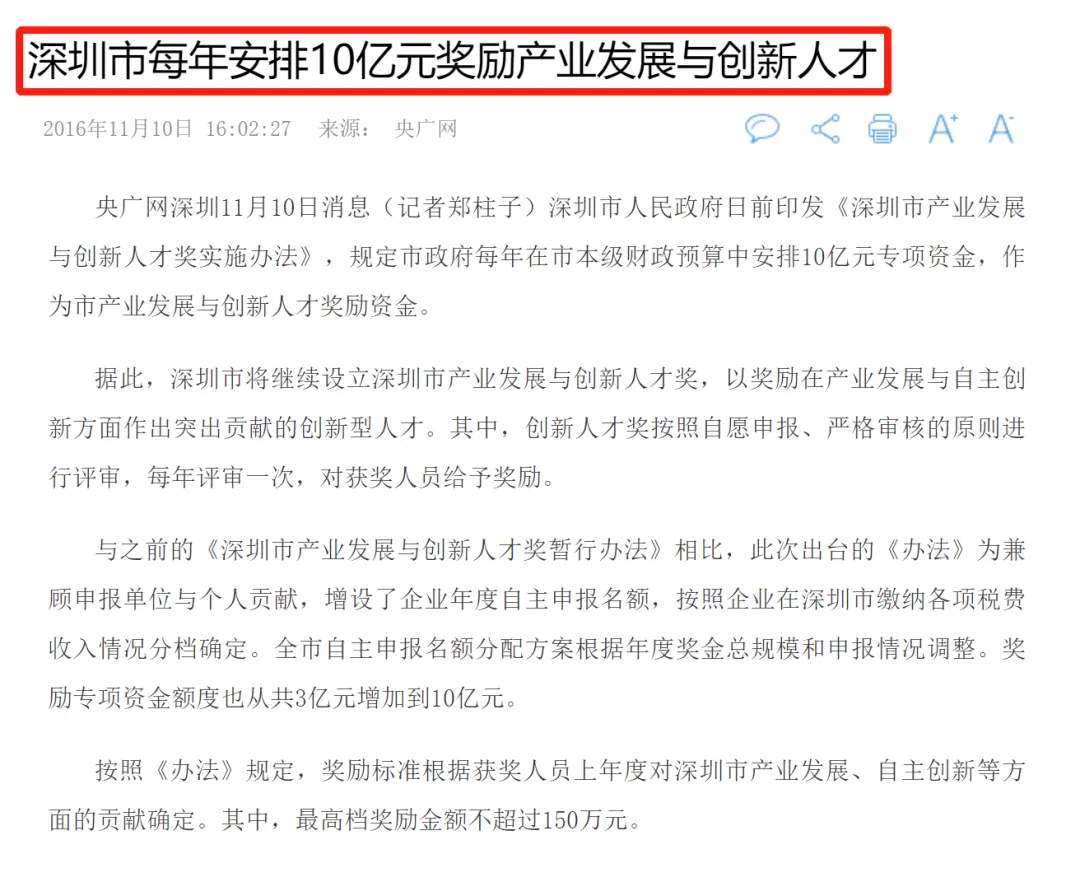 深圳市每年安排10亿元奖励产业发展与创新人才
2016年11月10日 16:02:27 来源： 央广网
A+ A-
央广网深圳11月10日消息（记者郑柱子）深圳市人民政府日前印发《深圳市产业发展
与创新人才奖实施办法》，规定市政府每年在市本级财政预算中安排10亿元专项资金，作
为市产业发展与创新人才奖励资金。
据此，深圳市将继续设立深圳市产业发展与创新人才奖，以奖励在产业发展与自主创
新方面作出突出贡献的创新型人才。其中，创新人才奖按照自愿申报、严格审核的原则进
行评审，每年评审一次，对获奖人员给予奖励。
与之前的《深圳市产业发展与创新人才奖暂行办法》相比，此次出台的《办法》为兼
顾申报单位与个人贡献，增设了企业年度自主申报名额，按照企业在深圳市缴纳各项税费
收入情况分档确定。全市自主申报名额分配方案根据年度奖金总规模和申报情况调整。奖
励专项资金额度也从共3亿元增加到10亿元。
按照《办法》规定，奖励标准根据获奖人员上年度对深圳市产业发展、自主创新等方
面的贡献确定。其中，最高档奖励金额不超过150万元。